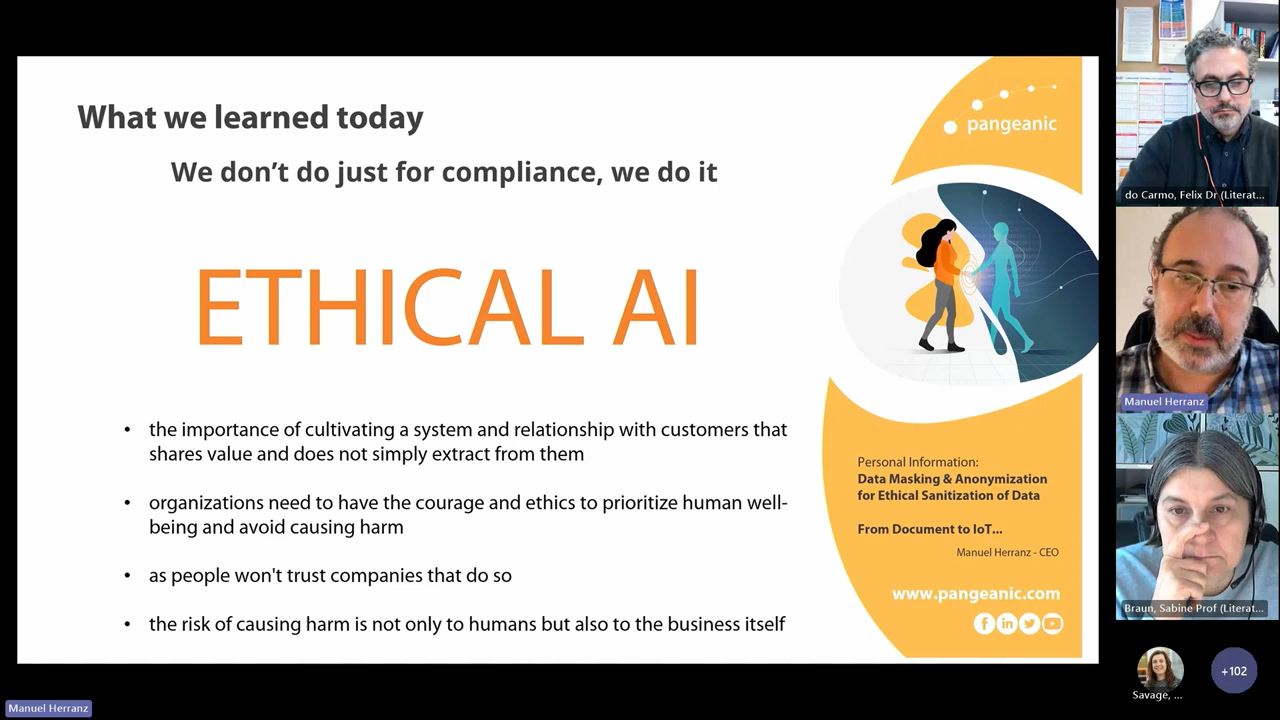 What we learned today
We don't do just for compliance, we do it
ETHICAL AI
• the importance of cultivating a system and relationship with customers that
shares value and does not simply extract from them
• organizations need to have the courage and ethics to prioritize human well-
being and avoid causing harm
• as people won't trust companies that do so
• the risk of causing harm is not only to humans but also to the business itself
pangeanic
Personal Information:
Data Masking & Anonymization
for Ethical Sanitization of Data
From Document to IoT...
Manuel Herranz - CEO
www.pangeanic.com
do Carmo, Felix Dr (Literat...
Manuel Herranz
Braun, Sabine Prof (Literat...
Savage, ...
+102
Manuel Herranz